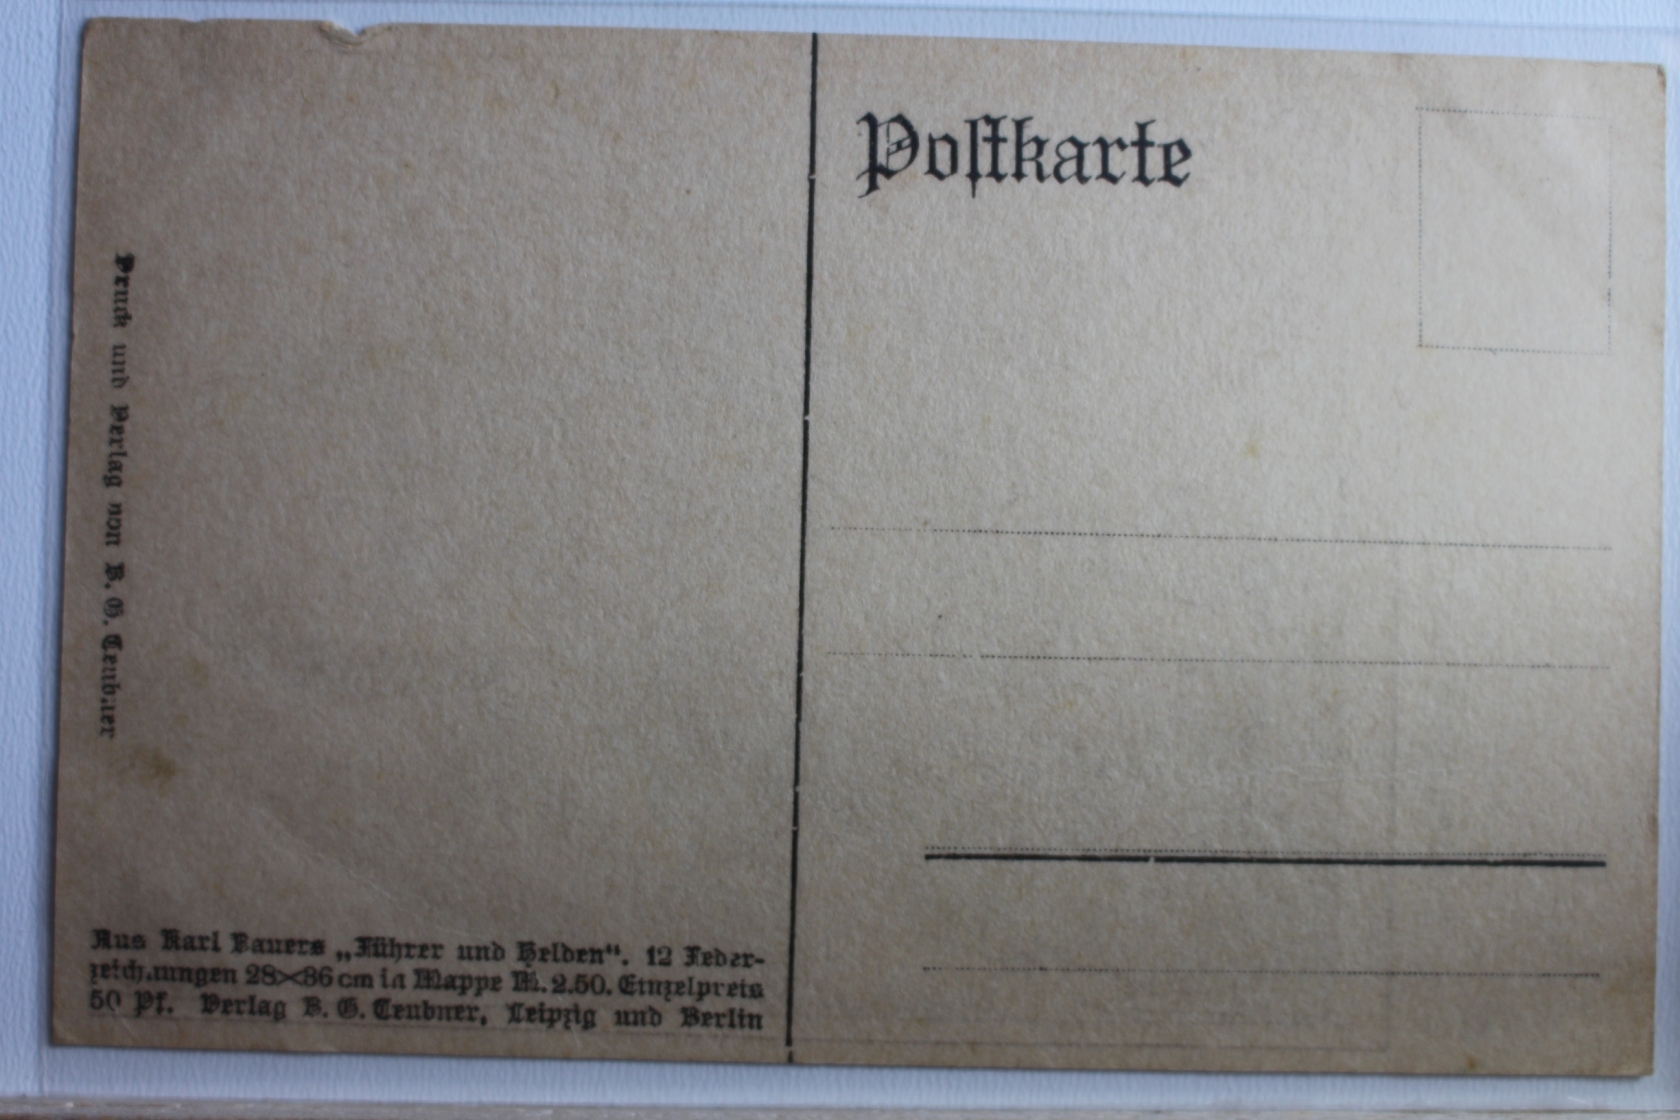 Postkarte
Druck und Verlag von B. G. Teubner
Aus Karl Bauers „Führer und Helden“. 12 Feder-
zeichnungen 28×36 cm in Mappe M. 2.50. Einzelpreis
50 Pf. Verlag B. G. Teubner, Leipzig und Berlin